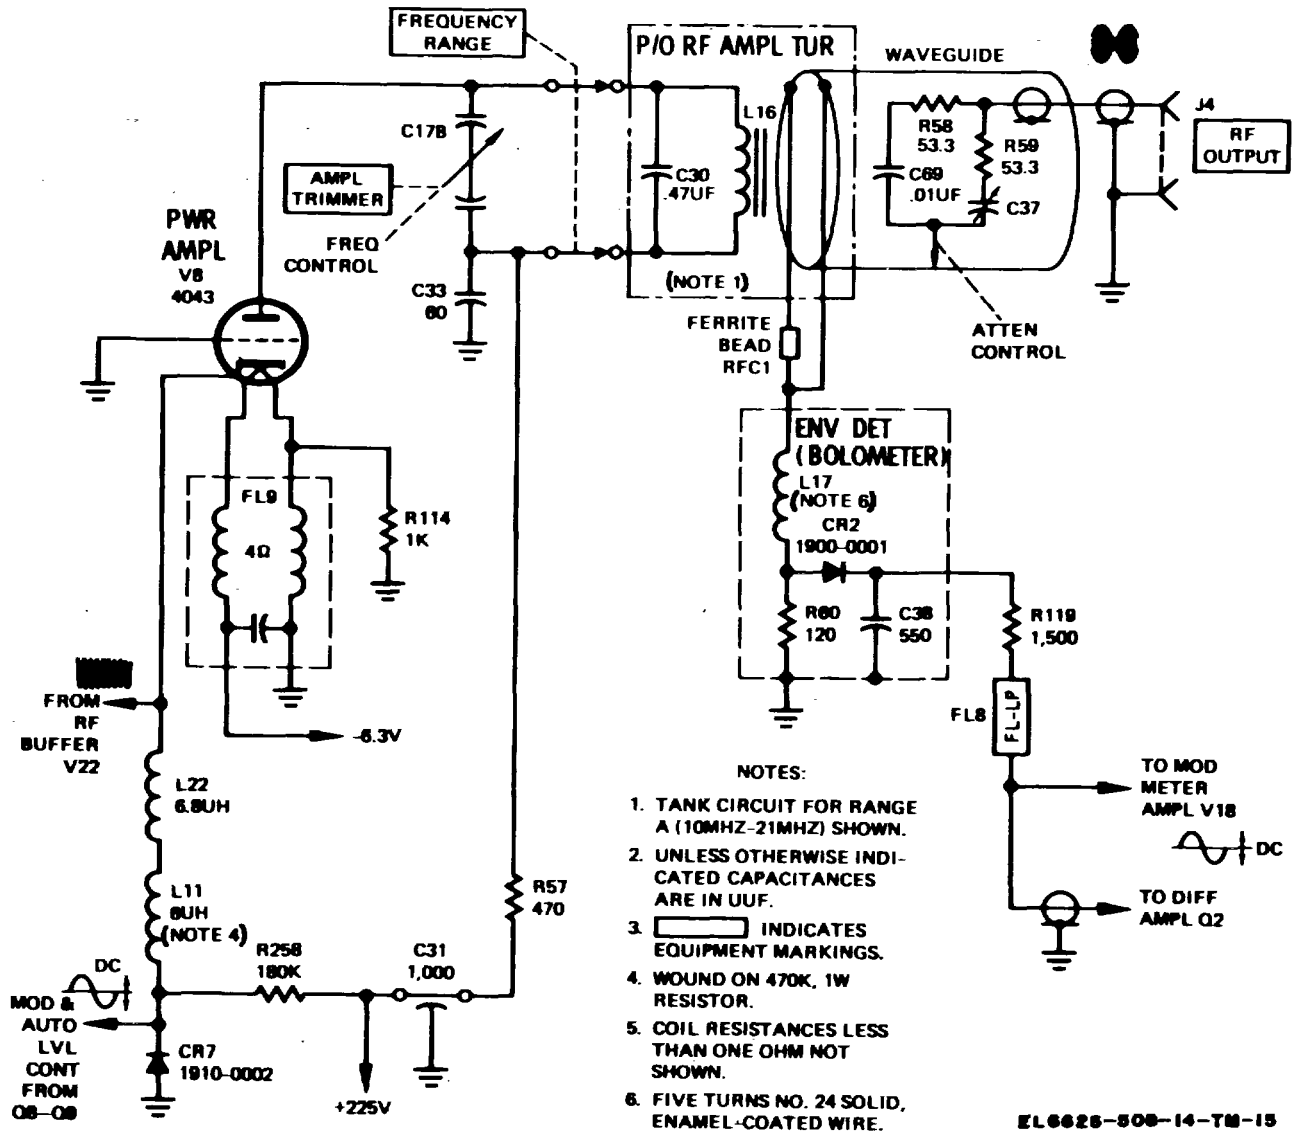 FREQUENCY
RANGE
P/O RF AMPL TUR
WAVEGUIDE
C17B
L16
R58
53.3
R59
53.3
J4
RF
OUTPUT
AMPL
TRIMMER
C30
.47UF
C69
.01UF
C37
PWR
AMPL
V8
4043
FREQ
CONTROL
C33
60
(NOTE 1)
FERRITE
BEAD
RFC1
ATTEN
CONTROL
ENV DET
(BOLOMETER)
L17
(NOTE 6)
CR2
1900-0001
FL9
4Ω
R114
1K
R60
120
C38
550
R119
1,500
FROM
RF
BUFFER
V22
-6.3V
FL8
FL-LP
L22
6.8UH
TO MOD
METER
AMPL V18
DC
L11
8UH
(NOTE 4)
R57
470
TO DIFF
AMPL Q2
R258
180K
C31
1,000
DC
MOD &
AUTO
LVL
CONT
FROM
CR7
1910-0002
+225V
NOTES:
1. TANK CIRCUIT FOR RANGE
A (10MHZ-21MHZ) SHOWN.
2. UNLESS OTHERWISE INDI-
CATED CAPACITANCES
ARE IN UUF.
3. INDICATES
EQUIPMENT MARKINGS.
4. WOUND ON 470K, 1W
RESISTOR.
5. COIL RESISTANCES LESS
THAN ONE OHM NOT
SHOWN.
6. FIVE TURNS NO. 24 SOLID,
ENAMEL-COATED WIRE.